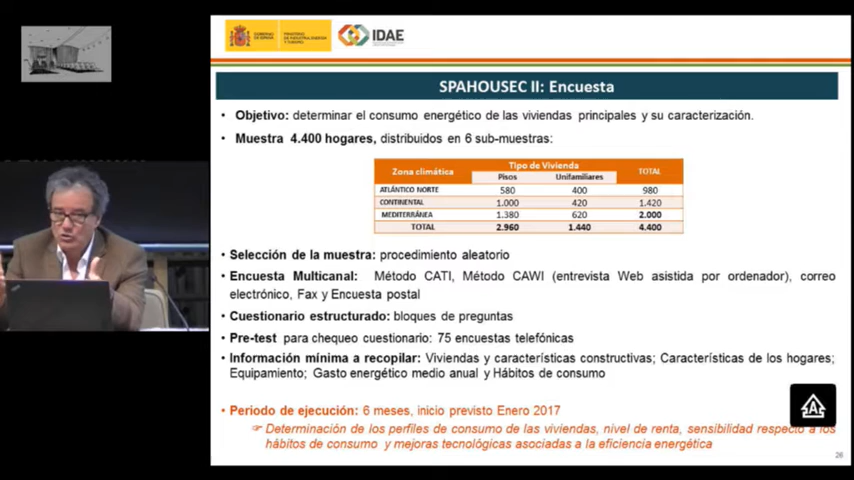 GOBIERNO DE ESPAÑA
MINISTERIO DE INDUSTRIA, ENERGÍA Y TURISMO
IDAE
SPAHOUSEC II: Encuesta
• Objetivo: determinar el consumo energético de las viviendas principales y su caracterización.
• Muestra 4.400 hogares, distribuidos en 6 sub-muestras:
Zona climática Tipo de Vivienda TOTAL
Pisos Unifamiliares
ATLÁNTICO NORTE 580 400 980
CONTINENTAL 1.000 420 1.420
MEDITERRÁNEA 1.380 620 2.000
TOTAL 2.960 1.440 4.400
• Selección de la muestra: procedimiento aleatorio
• Encuesta Multicanal: Método CATI, Método CAWI (entrevista Web asistida por ordenador), correo
electrónico, Fax y Encuesta postal
• Cuestionario estructurado: bloques de preguntas
• Pre-test para chequeo cuestionario: 75 encuestas telefónicas
• Información mínima a recopilar: Viviendas y características constructivas; Características de los hogares;
Equipamiento; Gasto energético medio anual y Hábitos de consumo
• Periodo de ejecución: 6 meses, inicio previsto Enero 2017
☞ Determinación de los perfiles de consumo de las viviendas, nivel de renta, sensibilidad respecto a los
hábitos de consumo y mejoras tecnológicas asociadas a la eficiencia energética
26